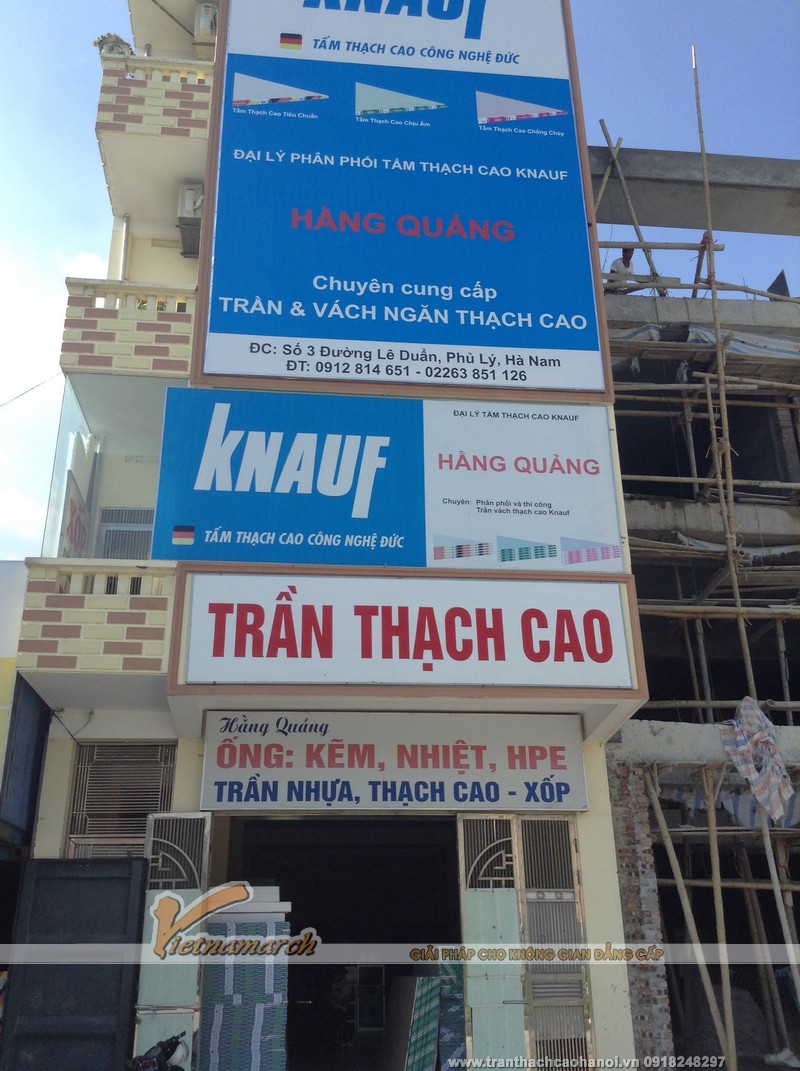 KNAUF
TẤM THẠCH CAO CÔNG NGHỆ ĐỨC
Tấm Thạch Cao Tiêu Chuẩn
Tấm Thạch Cao Chịu Ẩm
Tấm Thạch Cao Chống Cháy
ĐẠI LÝ PHÂN PHỐI TẤM THẠCH CAO KNAUF
HẰNG QUẢNG
Chuyên cung cấp
TRẦN & VÁCH NGĂN THẠCH CAO
ĐC: Số 3 Đường Lê Duẩn, Phủ Lý, Hà Nam
ĐT: 0912 814 651 - 02263 851 126
KNAUF
TẤM THẠCH CAO CÔNG NGHỆ ĐỨC
ĐẠI LÝ TẤM THẠCH CAO KNAUF
HẰNG QUẢNG
Chuyên: Phân phối và thi công
Trần vách thạch cao Knauf
XỐP
TRẦN THẠCH CAO
Hằng Quảng
ỐNG: KẼM, NHIỆT, HPE
TRẦN NHỰA, THẠCH CAO - XỐP
Vietnamarch
GIẢI PHÁP CHO KHÔNG GIAN ĐẲNG CẤP
www.tranthachcaohanoi.vn 0918248297